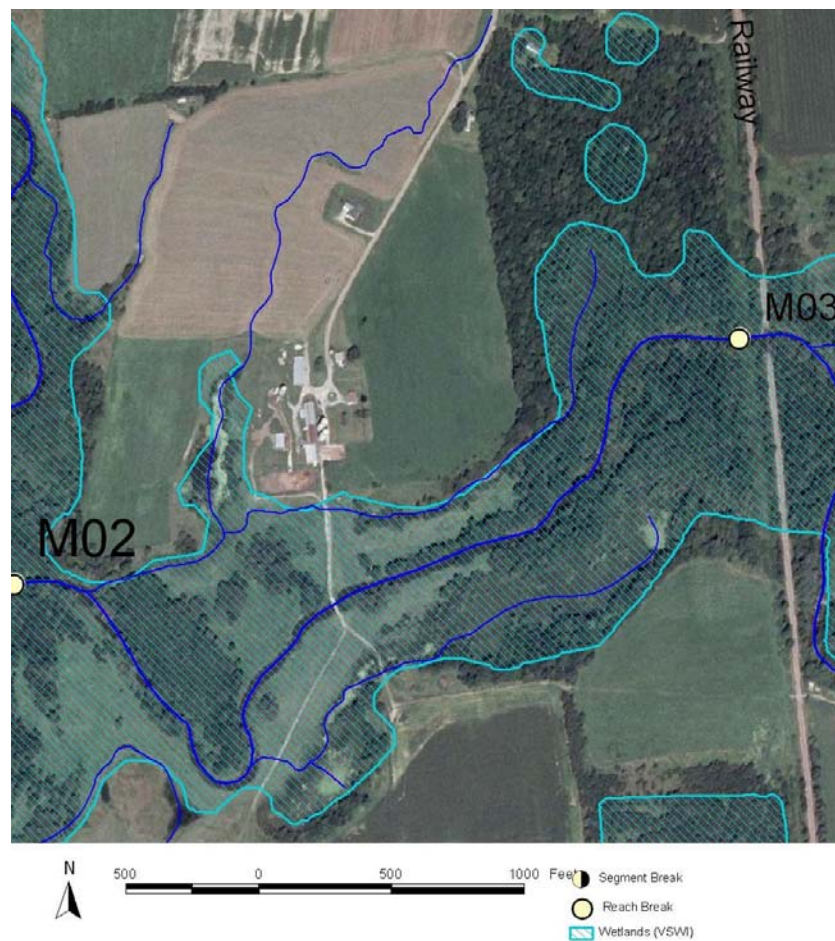 Railway
M03
M02
N
500 0 500 1000 Feet
Segment Break
Reach Break
Wetlands (VSWI)